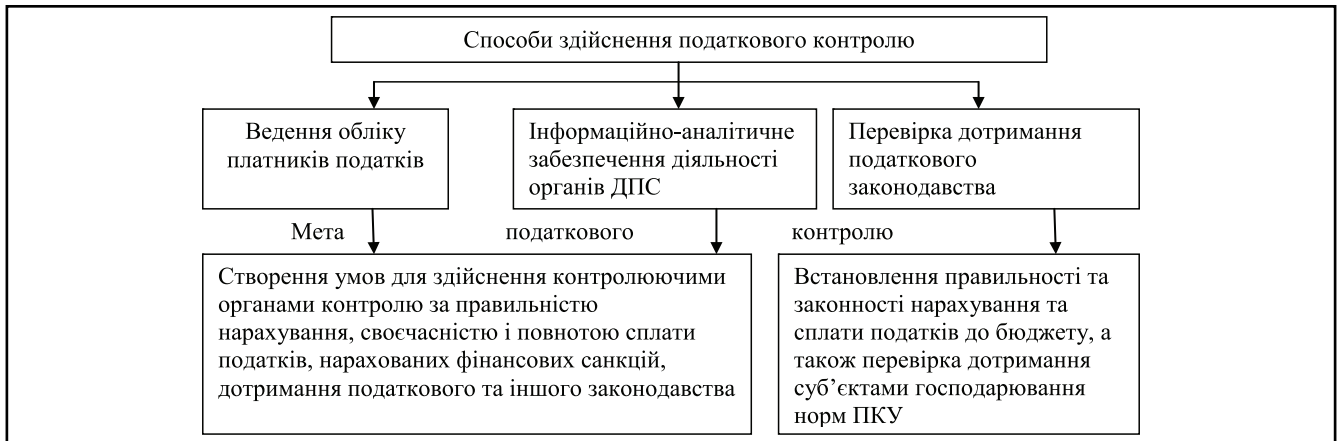 Способи здійснення податкового контролю
Ведення обліку
платників податків
Інформаційно-аналітичне
забезпечення діяльності
органів ДПС
Перевірка дотримання
податкового
законодавства
Мета податкового контролю
Створення умов для здійснення контролюючими
органами контролю за правильністю
нарахування, своєчасністю і повнотою сплати
податків, нарахованих фінансових санкцій,
дотримання податкового та іншого законодавства
Встановлення правильності та
законності нарахування та
сплати податків до бюджету, а
також перевірка дотримання
суб’єктами господарювання
норм ПКУ